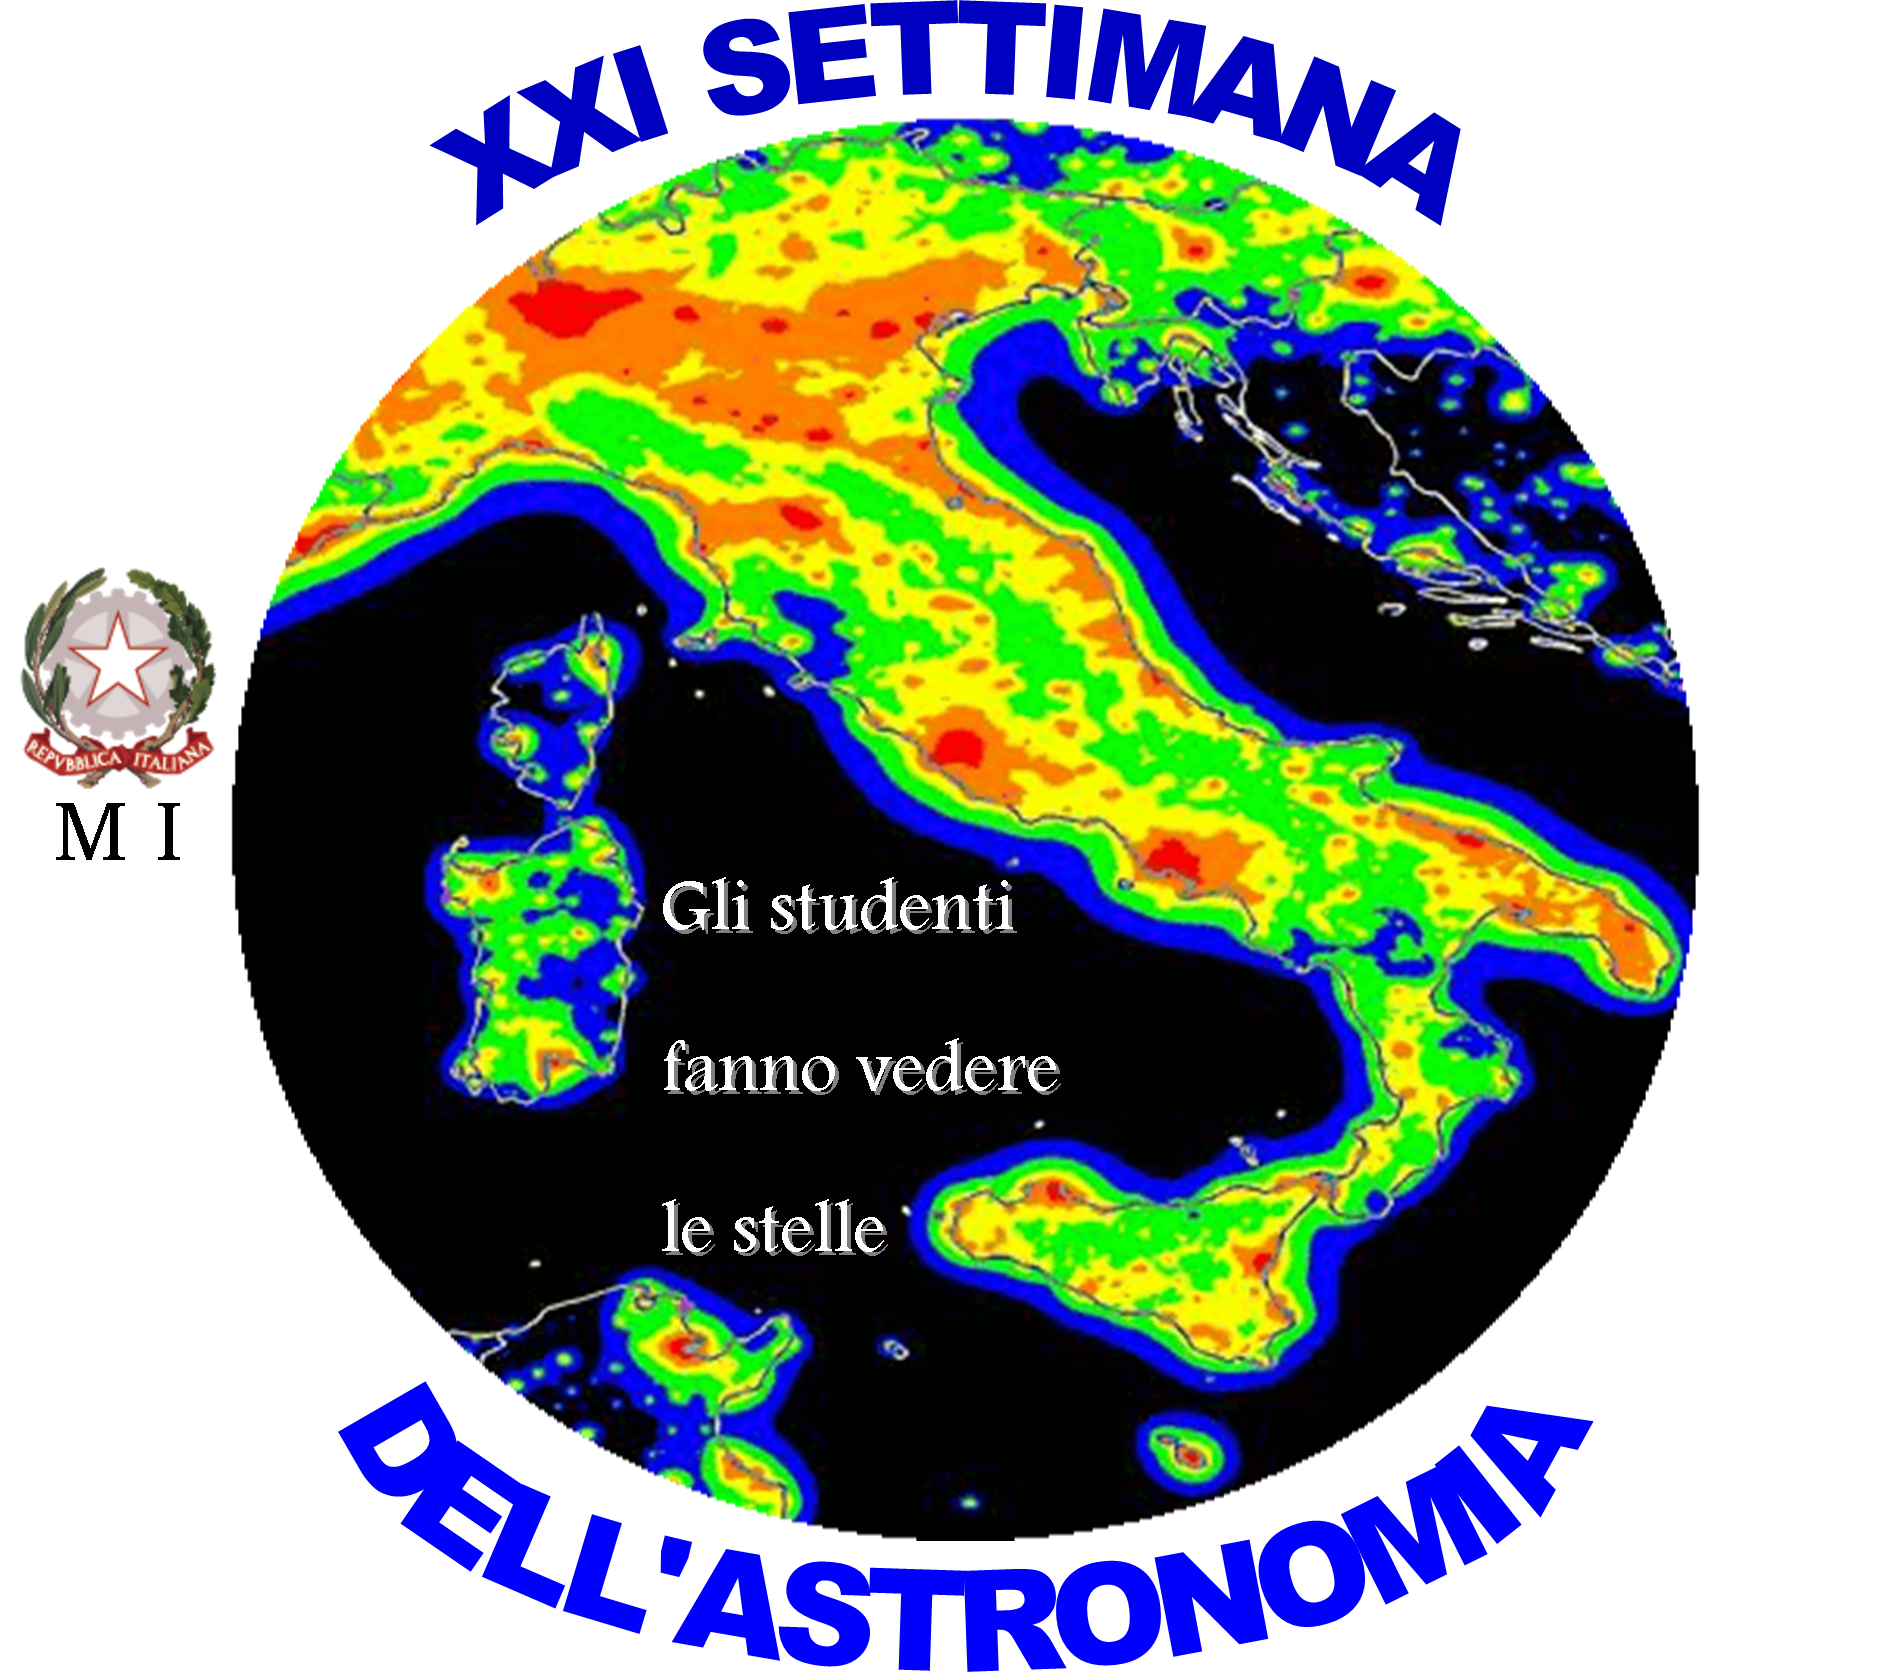 XXI SETTIMANA
REPVBBLICA ITALIANA
M I
Gli studenti
fanno vedere
le stelle
DELL'ASTRONOMIA